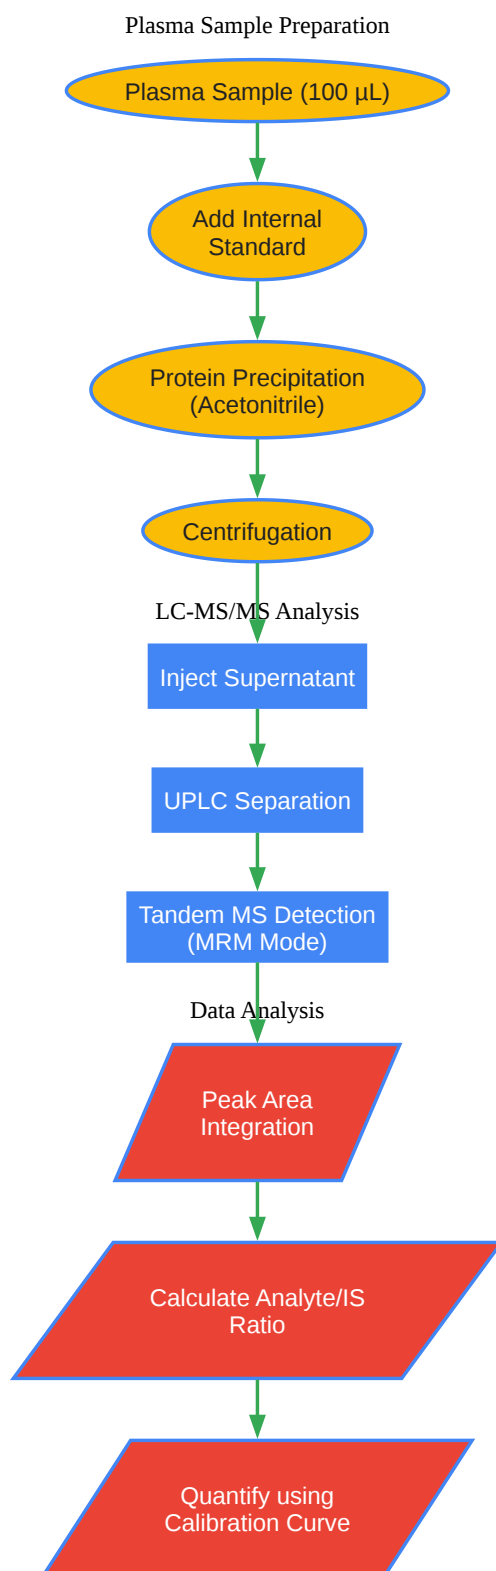 Plasma Sample Preparation
Plasma Sample (100 µL)
Add Internal
Standard
Protein Precipitation
(Acetonitrile)
Centrifugation
LC-MS/MS Analysis
Inject Supernatant
UPLC Separation
Tandem MS Detection
(MRM Mode)
Data Analysis
Peak Area
Integration
Calculate Analyte/IS
Ratio
Quantify using
Calibration Curve